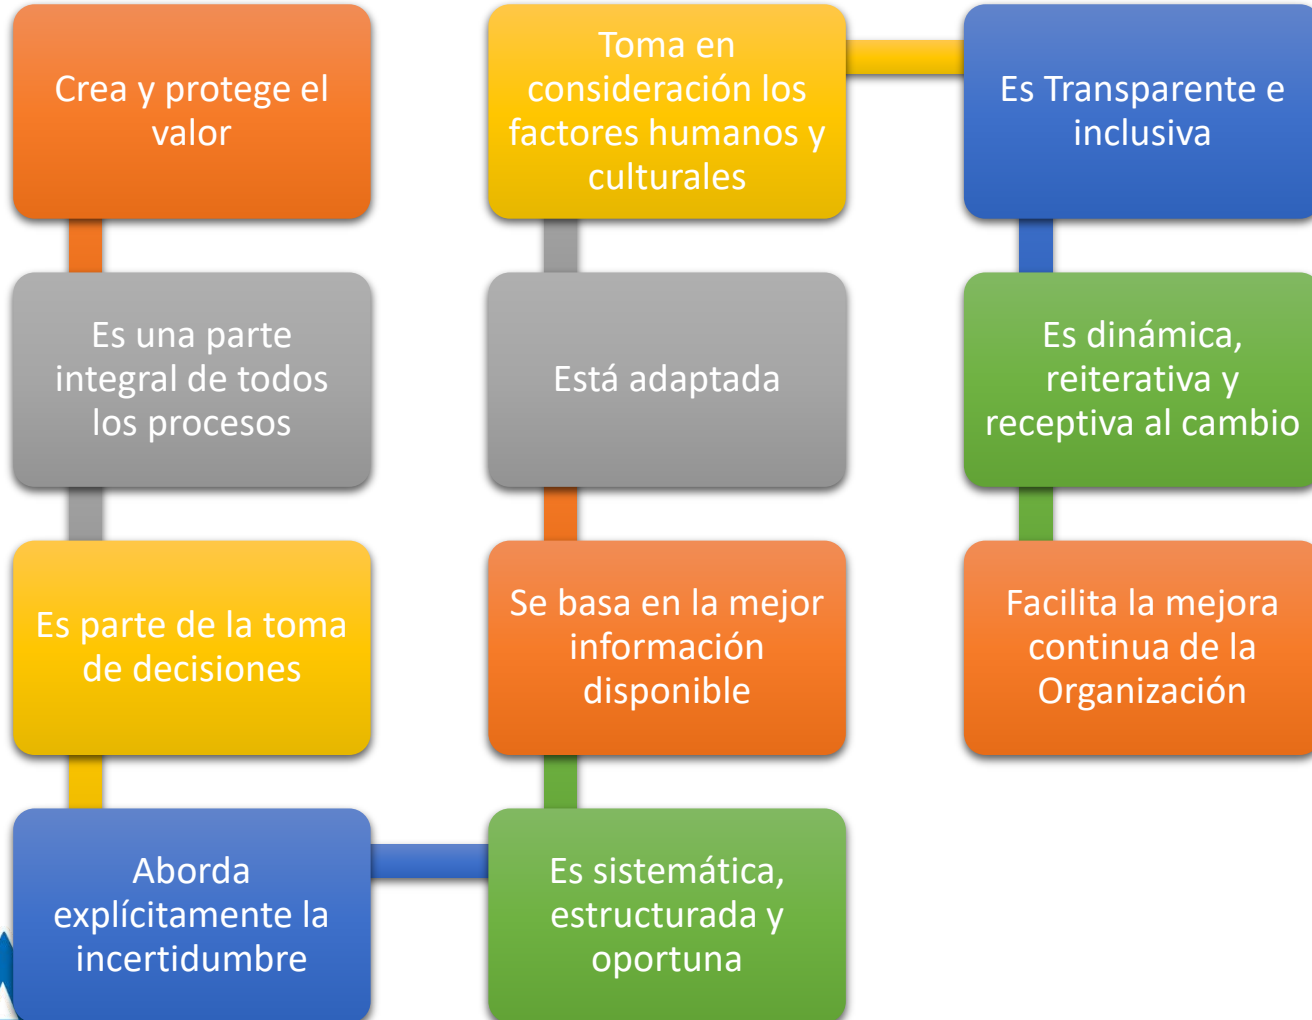 Crea y protege el
valor
Es una parte
integral de todos
los procesos
Es parte de la toma
de decisiones
Aborda
explícitamente la
incertidumbre
Es sistemática,
estructurada y
oportuna
Se basa en la mejor
información
disponible
Está adaptada
Toma en
consideración los
factores humanos y
culturales
Es Transparente e
inclusiva
Es dinámica,
reiterativa y
receptiva al cambio
Facilita la mejora
continua de la
Organización